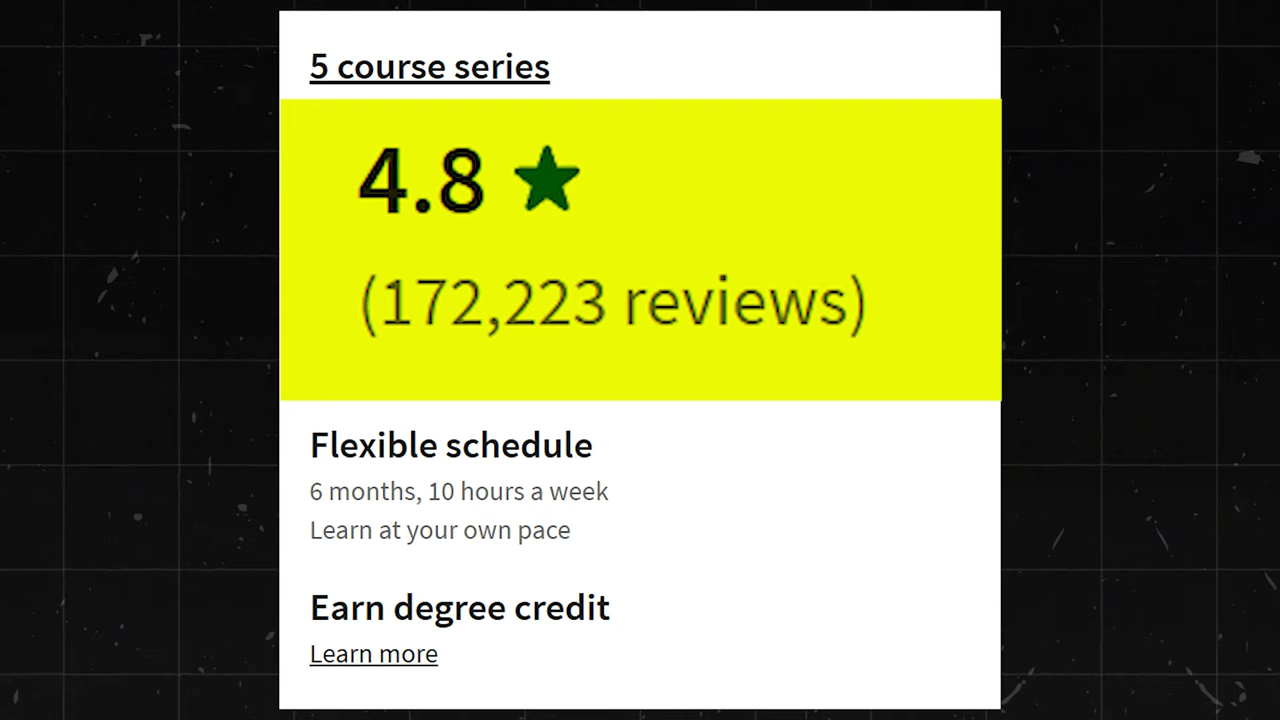 5 course series
4.8 ★
(172,223 reviews)
Flexible schedule
6 months, 10 hours a week
Learn at your own pace
Earn degree credit
Learn more